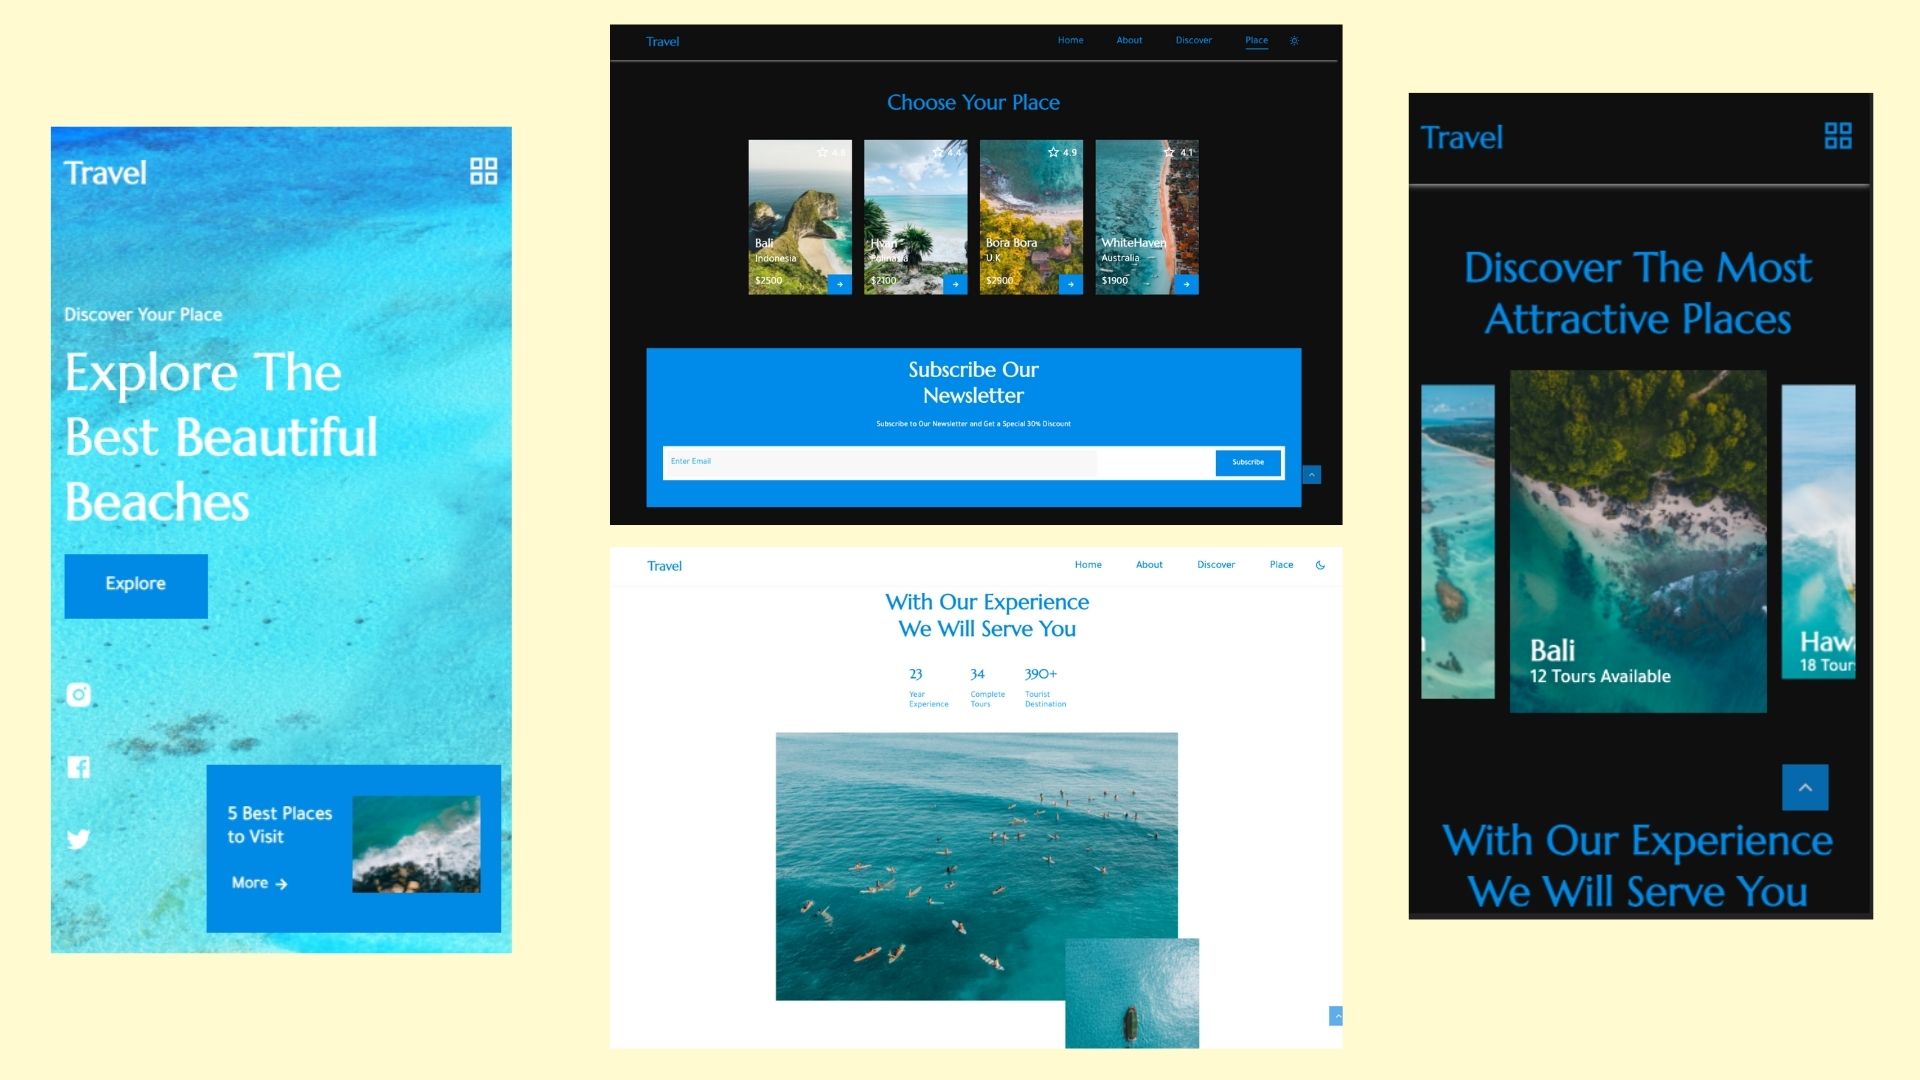 Travel
Discover Your Place
Explore The
Best Beautiful
Beaches
Explore
5 Best Places
to Visit
More
Travel
Home
About
Discover
Place
Choose Your Place
4.8
Bali
Indonesia
$2500
4.4
Polinasia
$2100
4.9
Bora Bora
U.K
$2900
4.1
WhiteHaven
Australia
$1900
Subscribe Our
Newsletter
Subscribe to Our Newsletter and Get a Special 30% Discount
Enter Email
Subscribe
Travel
Home
About
Discover
Place
With Our Experience
We Will Serve You
23
Year
Experience
34
Complete
Tours
390+
Tourist
Destination
Travel
Discover The Most
Attractive Places
Bali
12 Tours Available
Haw
18 Tour
With Our Experience
We Will Serve You